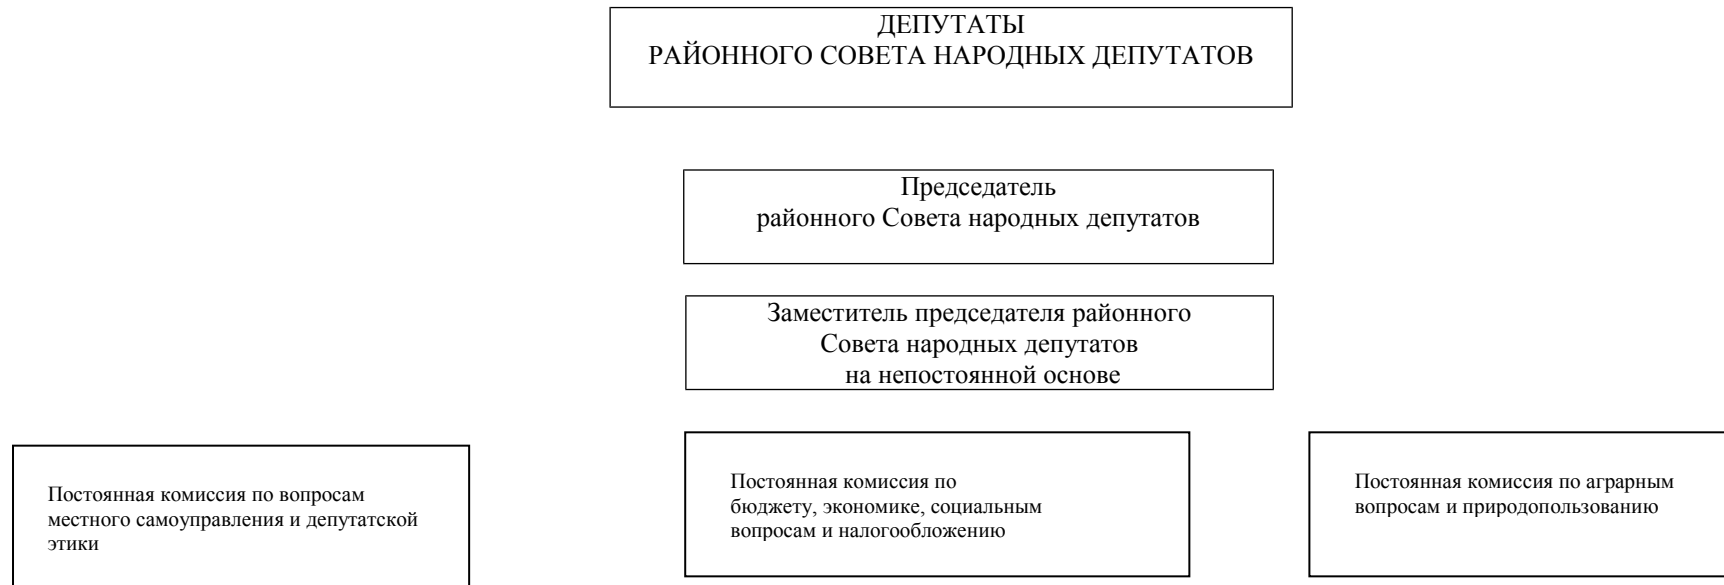 ДЕПУТАТЫ
РАЙОННОГО СОВЕТА НАРОДНЫХ ДЕПУТАТОВ
Председатель
районного Совета народных депутатов
Заместитель председателя районного
Совета народных депутатов
на непостоянной основе
Постоянная комиссия по вопросам
местного самоуправления и депутатской
этики
Постоянная комиссия по
бюджету, экономике, социальным
вопросам и налогообложению
Постоянная комиссия по аграрным
вопросам и природопользованию